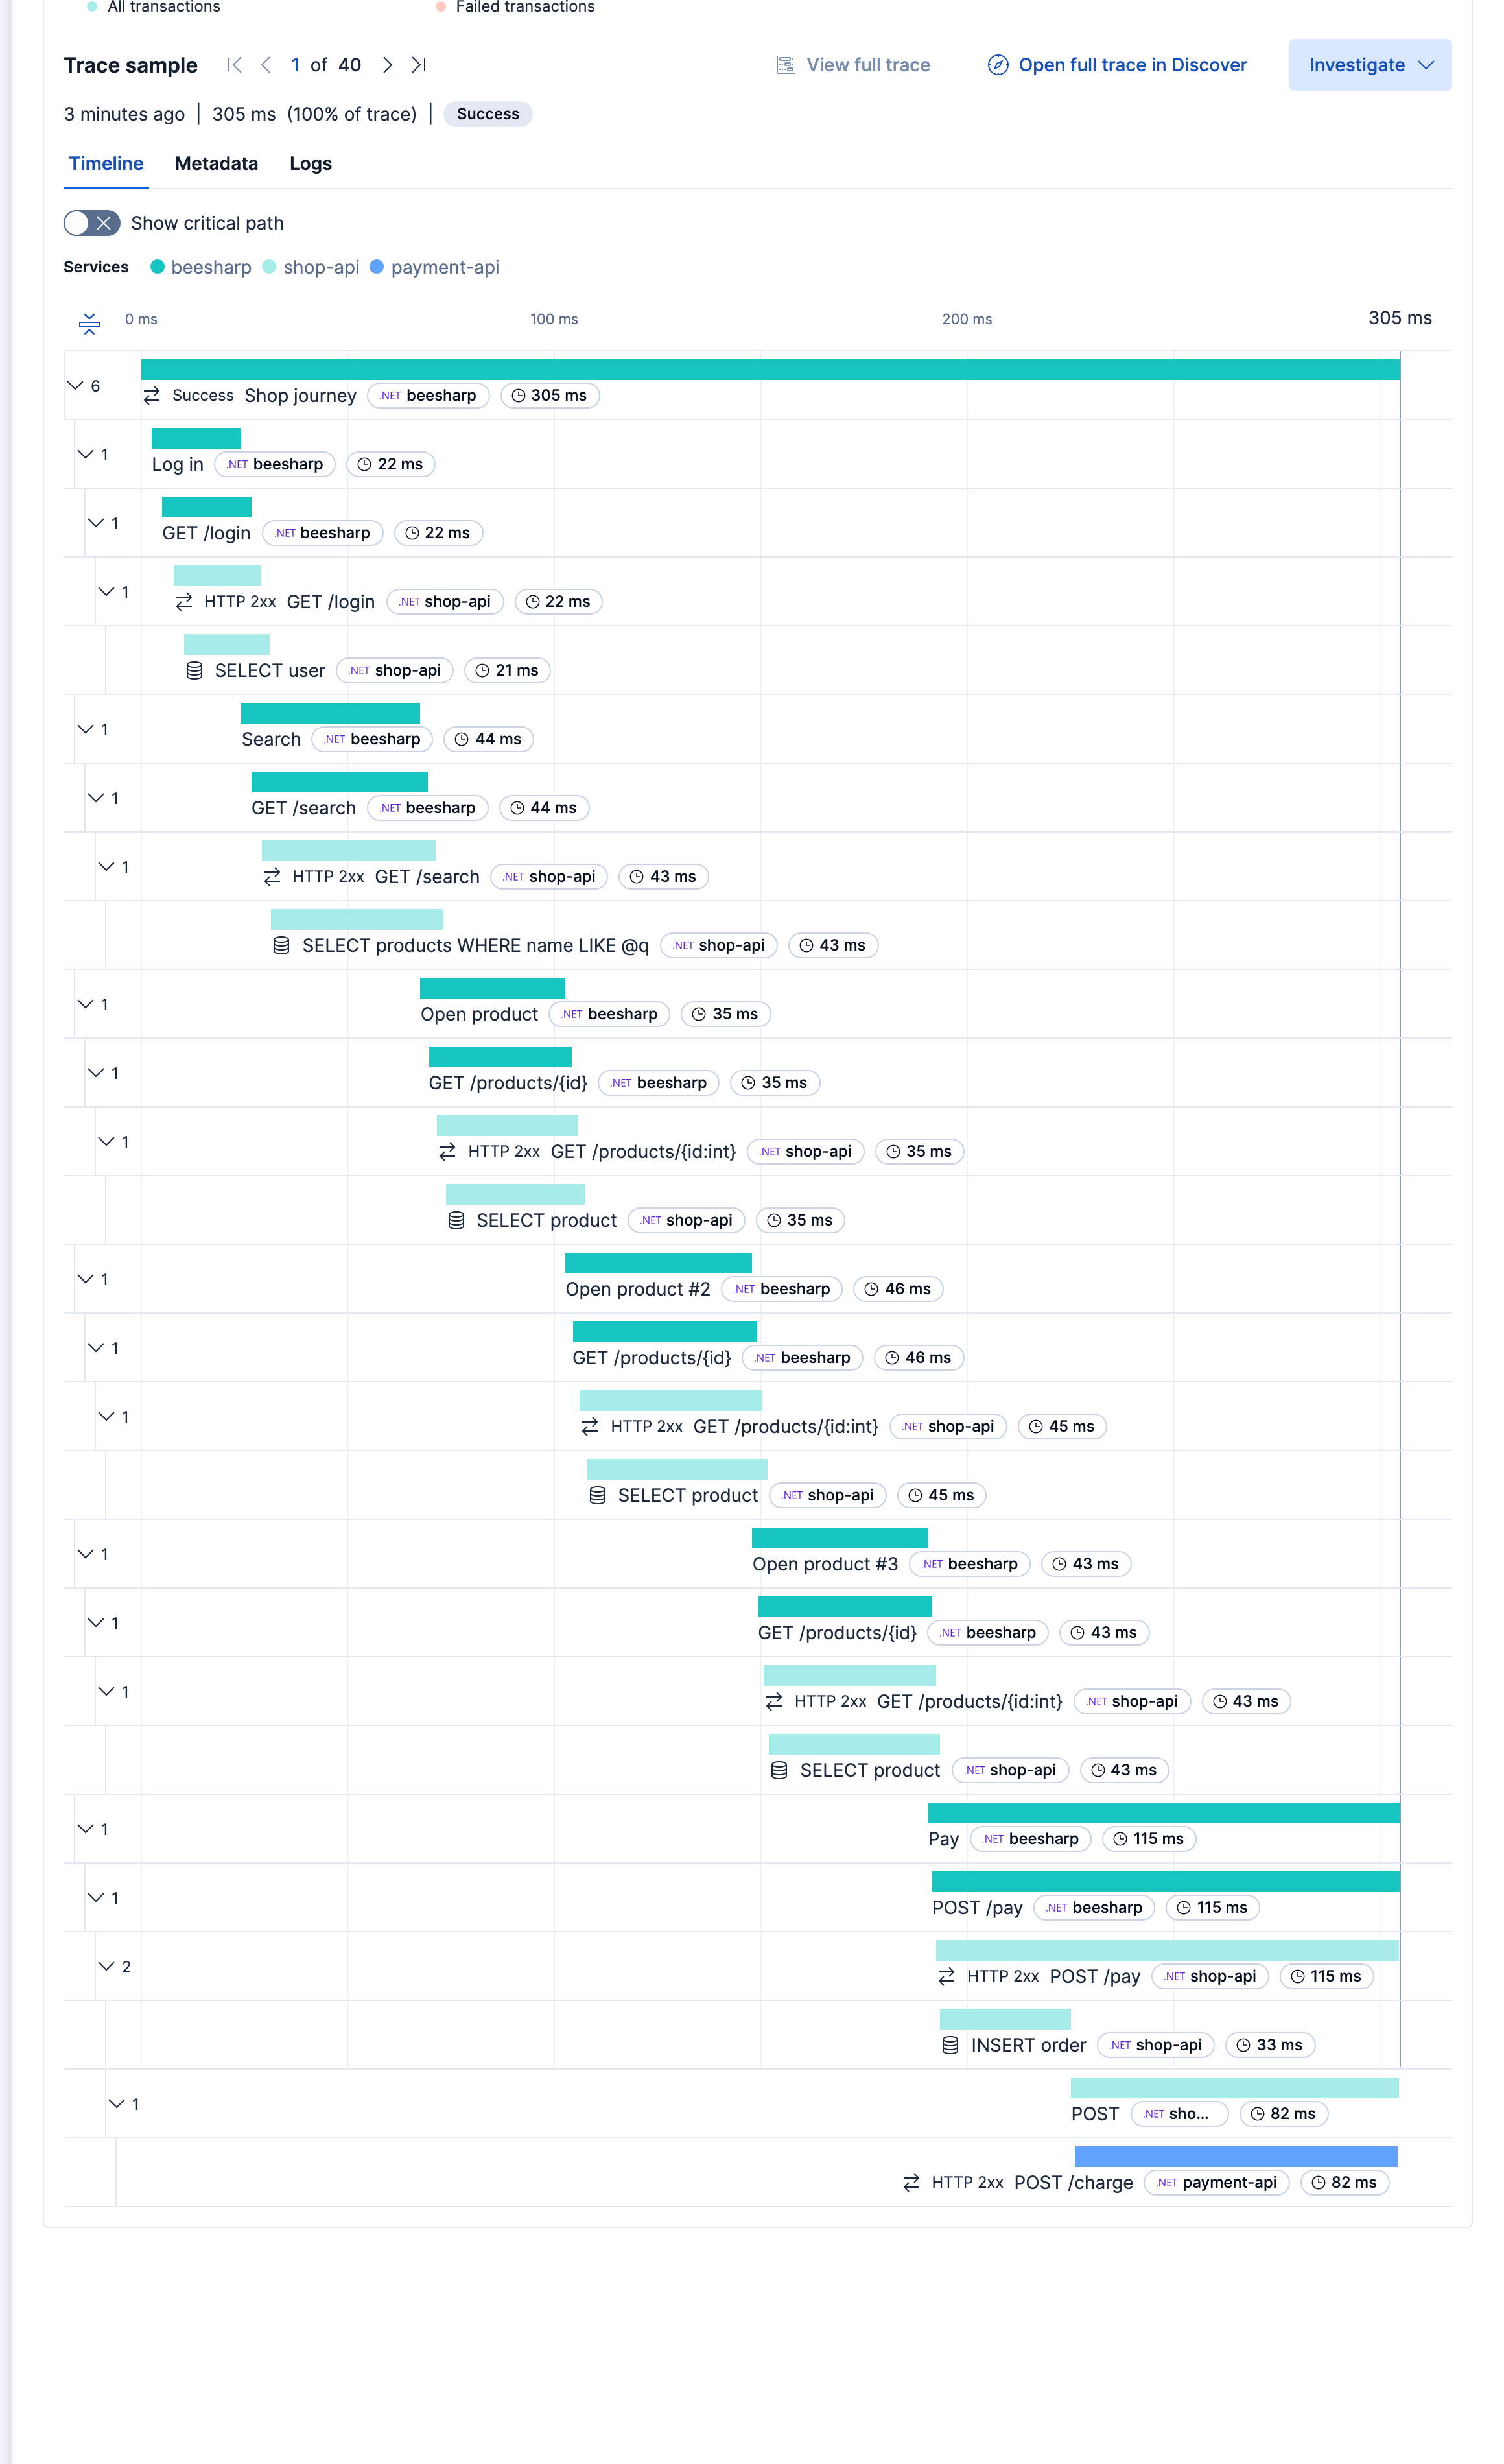 All transactions Failed transactions
Trace sample 1 of 40 View full trace Open full trace in Discover Investigate
3 minutes ago | 305 ms (100% of trace) | Success
Timeline Metadata Logs
Show critical path
Services beesharp shop-api payment-api
0 ms 100 ms 200 ms 305 ms
6
Success Shop journey .NET beesharp 305 ms
1
Log in .NET beesharp 22 ms
1
GET /login .NET beesharp 22 ms
1
HTTP 2xx GET /login .NET shop-api 22 ms
SELECT user .NET shop-api 21 ms
1
Search .NET beesharp 44 ms
1
GET /search .NET beesharp 44 ms
1
HTTP 2xx GET /search .NET shop-api 43 ms
SELECT products WHERE name LIKE @q .NET shop-api 43 ms
1
Open product .NET beesharp 35 ms
1
GET /products/{id} .NET beesharp 35 ms
1
HTTP 2xx GET /products/{id:int} .NET shop-api 35 ms
SELECT product .NET shop-api 35 ms
1
Open product #2 .NET beesharp 46 ms
1
GET /products/{id} .NET beesharp 46 ms
1
HTTP 2xx GET /products/{id:int} .NET shop-api 45 ms
SELECT product .NET shop-api 45 ms
1
Open product #3 .NET beesharp 43 ms
1
GET /products/{id} .NET beesharp 43 ms
1
HTTP 2xx GET /products/{id:int} .NET shop-api 43 ms
SELECT product .NET shop-api 43 ms
1
Pay .NET beesharp 115 ms
1
POST /pay .NET beesharp 115 ms
2
HTTP 2xx POST /pay .NET shop-api 115 ms
INSERT order .NET shop-api 33 ms
1
POST .NET sho... 82 ms
HTTP 2xx POST /charge .NET payment-api 82 ms